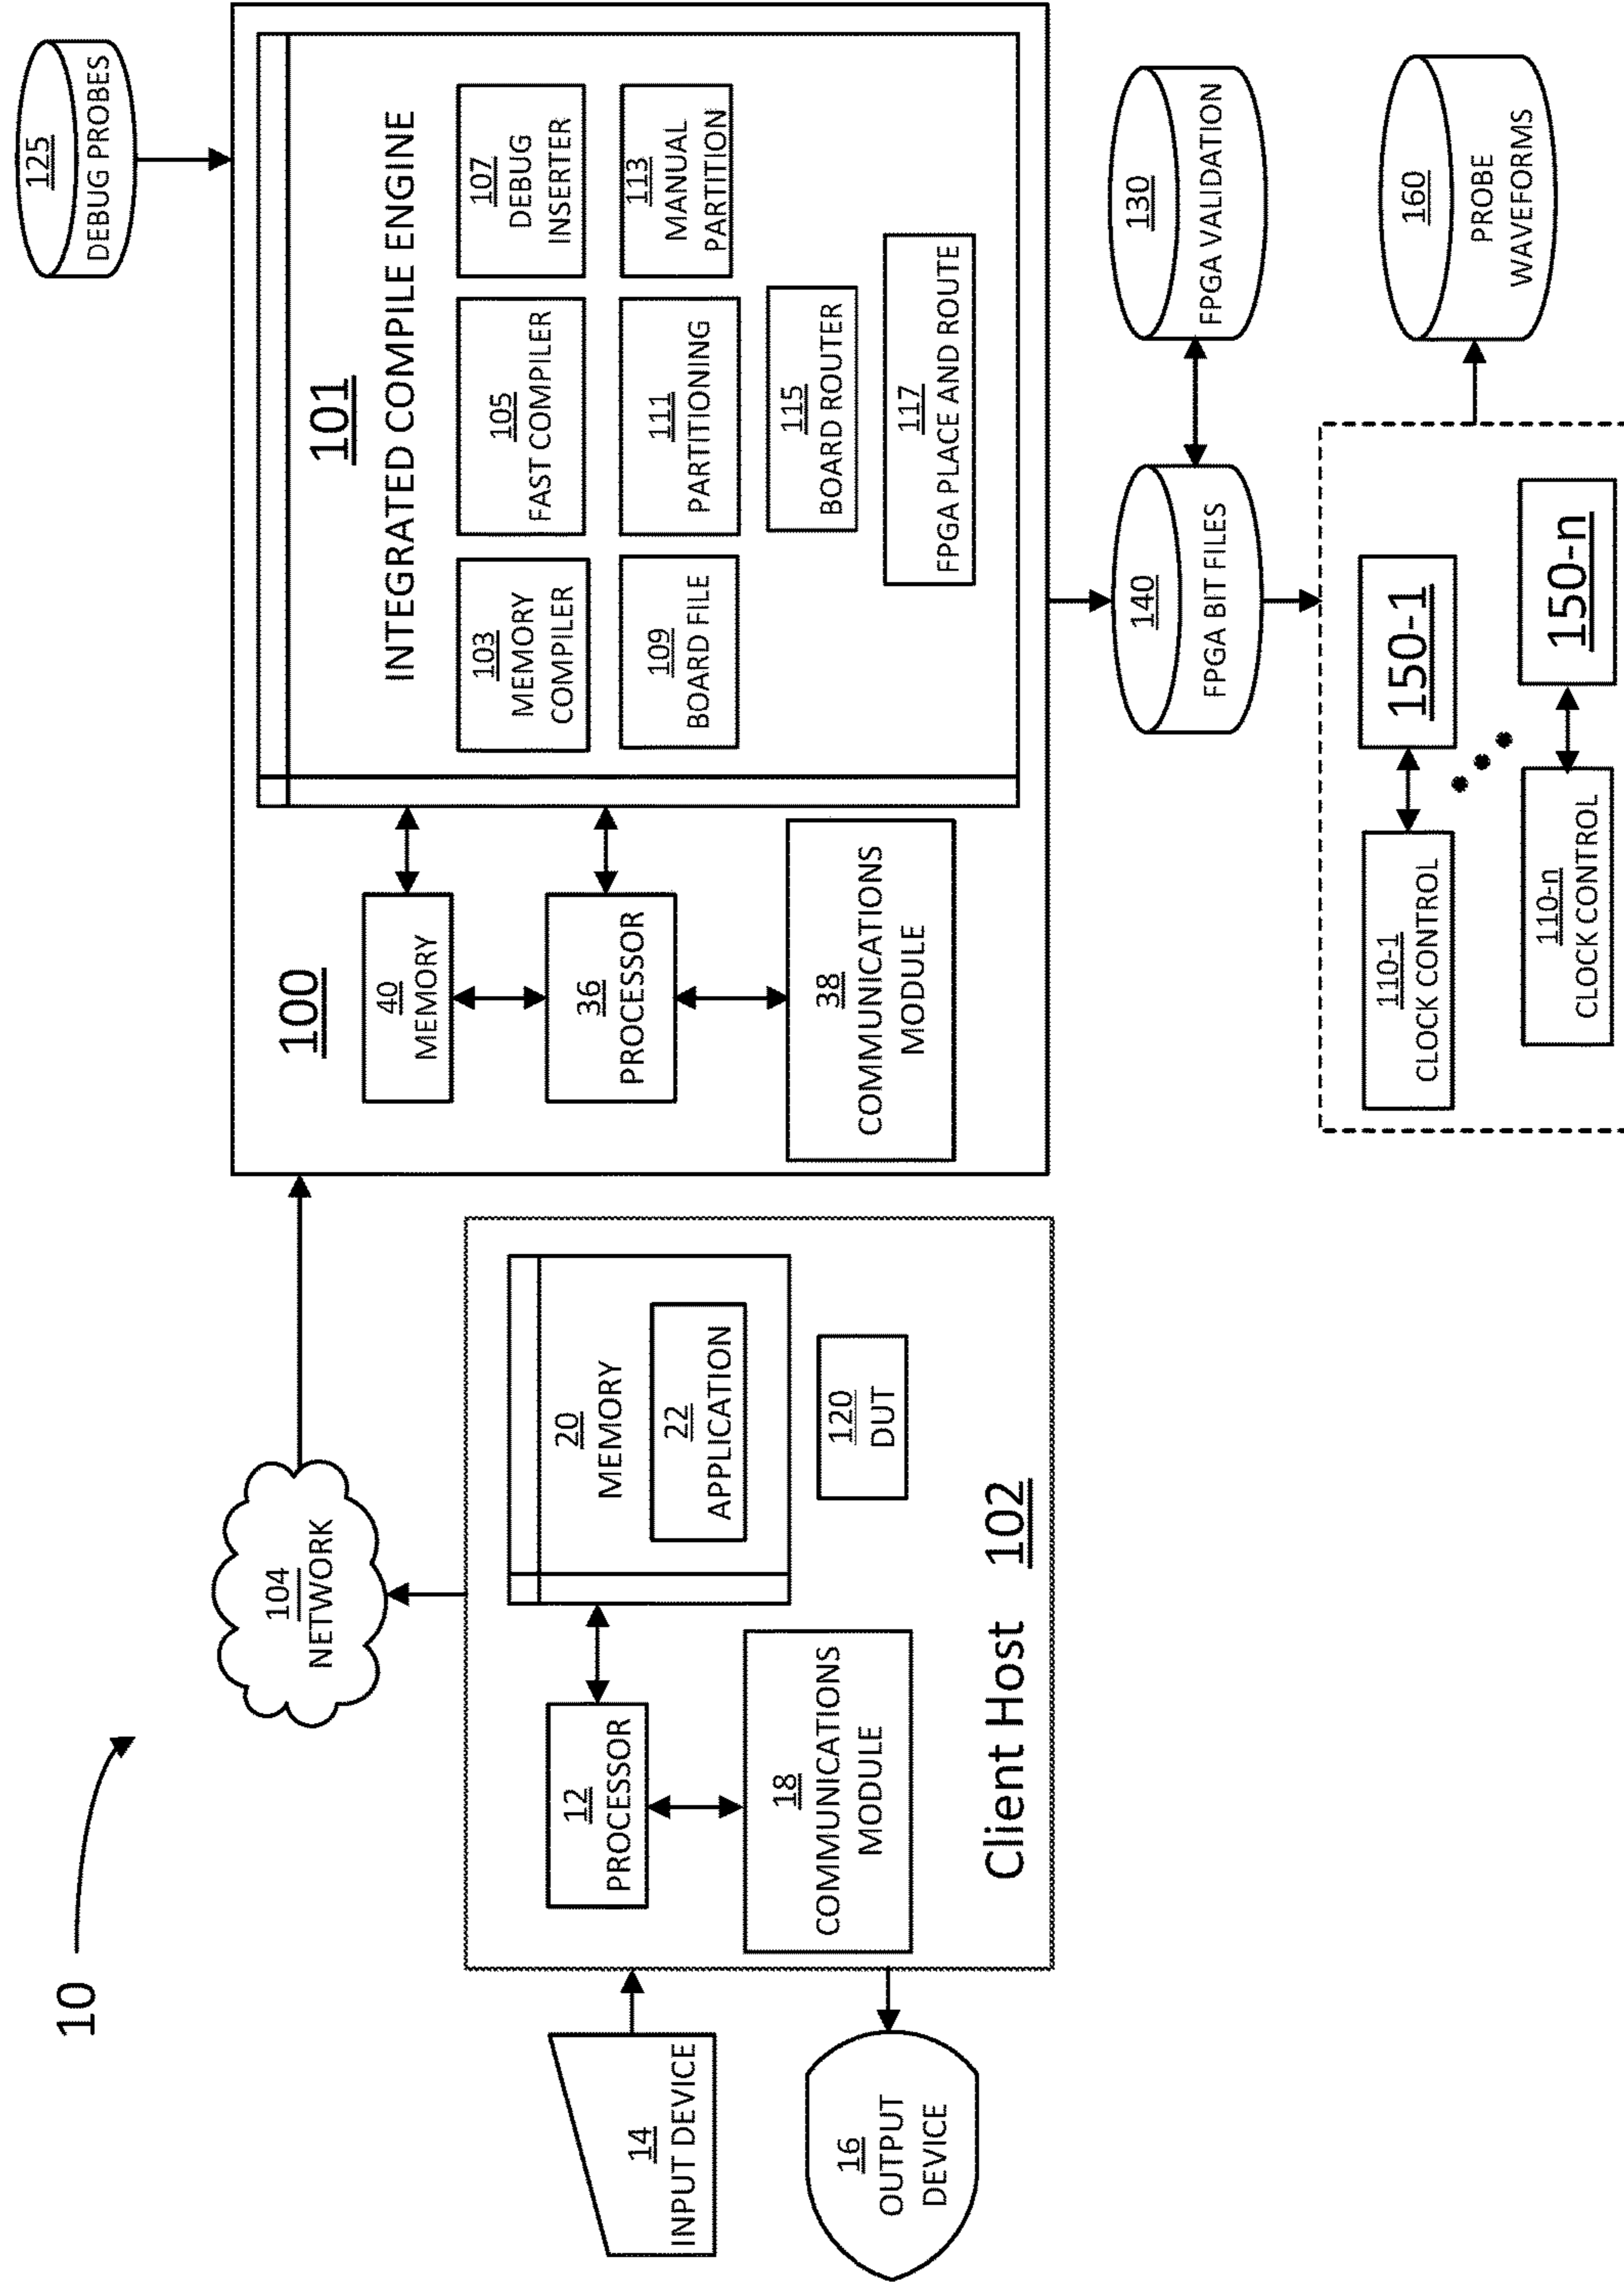 10
125
DEBUG PROBES
104
NETWORK
100
40
MEMORY
36
PROCESSOR
38
COMMUNICATIONS
MODULE
101
INTEGRATED COMPILE ENGINE
103
MEMORY
COMPILER
105
FAST COMPILER
107
DEBUG
INSERTER
109
BOARD FILE
111
PARTITIONING
113
MANUAL
PARTITION
115
BOARD ROUTER
117
FPGA PLACE AND ROUTE
14
INPUT DEVICE
16
OUTPUT
DEVICE
12
PROCESSOR
18
COMMUNICATIONS
MODULE
20
MEMORY
22
APPLICATION
120
DUT
Client Host 102
140
FPGA BIT FILES
130
FPGA VALIDATION
110-1
CLOCK CONTROL
150-1
110-n
CLOCK CONTROL
150-n
160
PROBE
WAVEFORMS